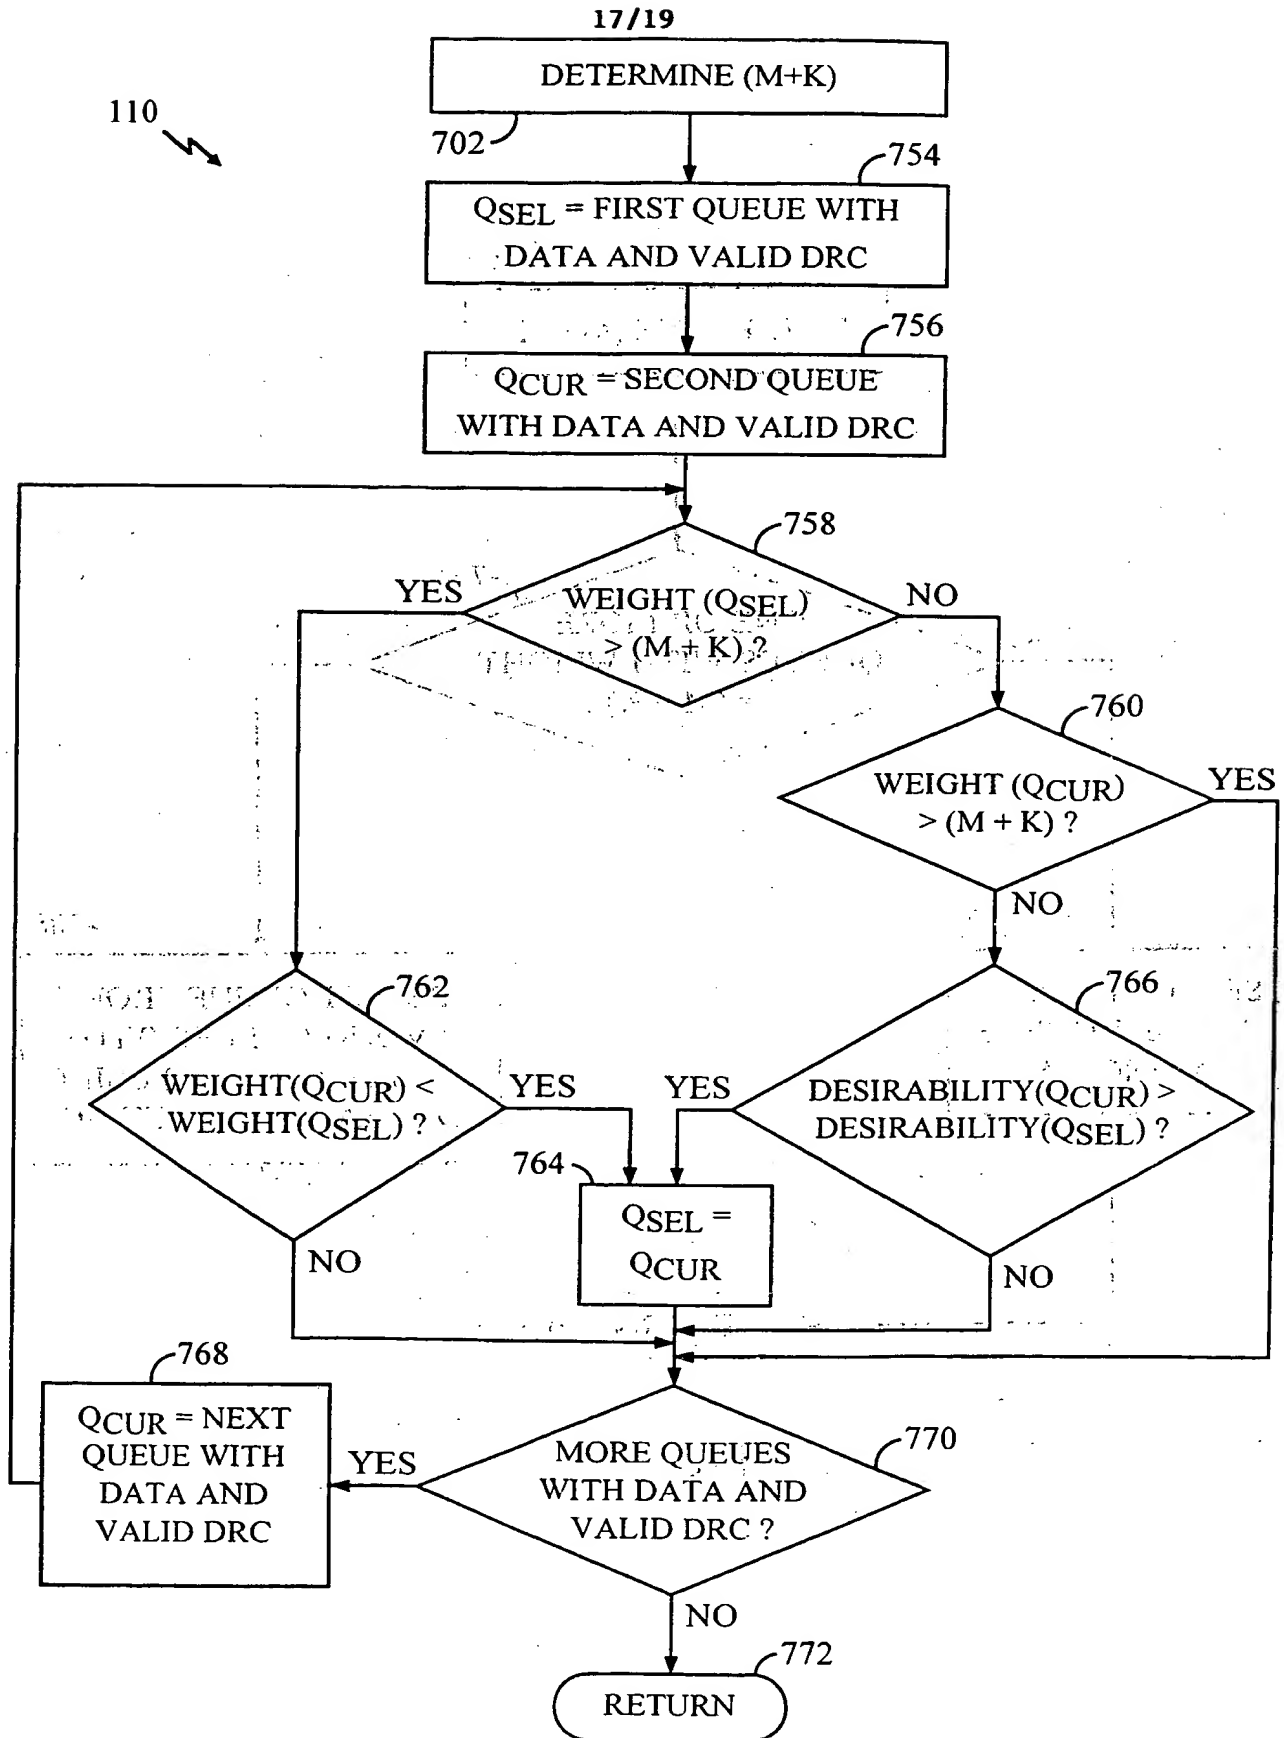 17/19
DETERMINE (M+K)
110
702
754
QSEL = FIRST QUEUE WITH
DATA AND VALID DRC
756
QCUR = SECOND QUEUE
WITH DATA AND VALID DRC
758
YES
WEIGHT (QSEL)
> (M + K) ?
NO
760
WEIGHT (QCUR)
> (M + K) ?
YES
NO
762
WEIGHT(QCUR) <
WEIGHT(QSEL) ?
YES
766
YES
DESIRABILITY(QCUR) >
DESIRABILITY(QSEL) ?
764
QSEL =
QCUR
NO
NO
768
QCUR = NEXT
QUEUE WITH
DATA AND
VALID DRC
YES
770
MORE QUEUES
WITH DATA AND
VALID DRC ?
NO
772
RETURN